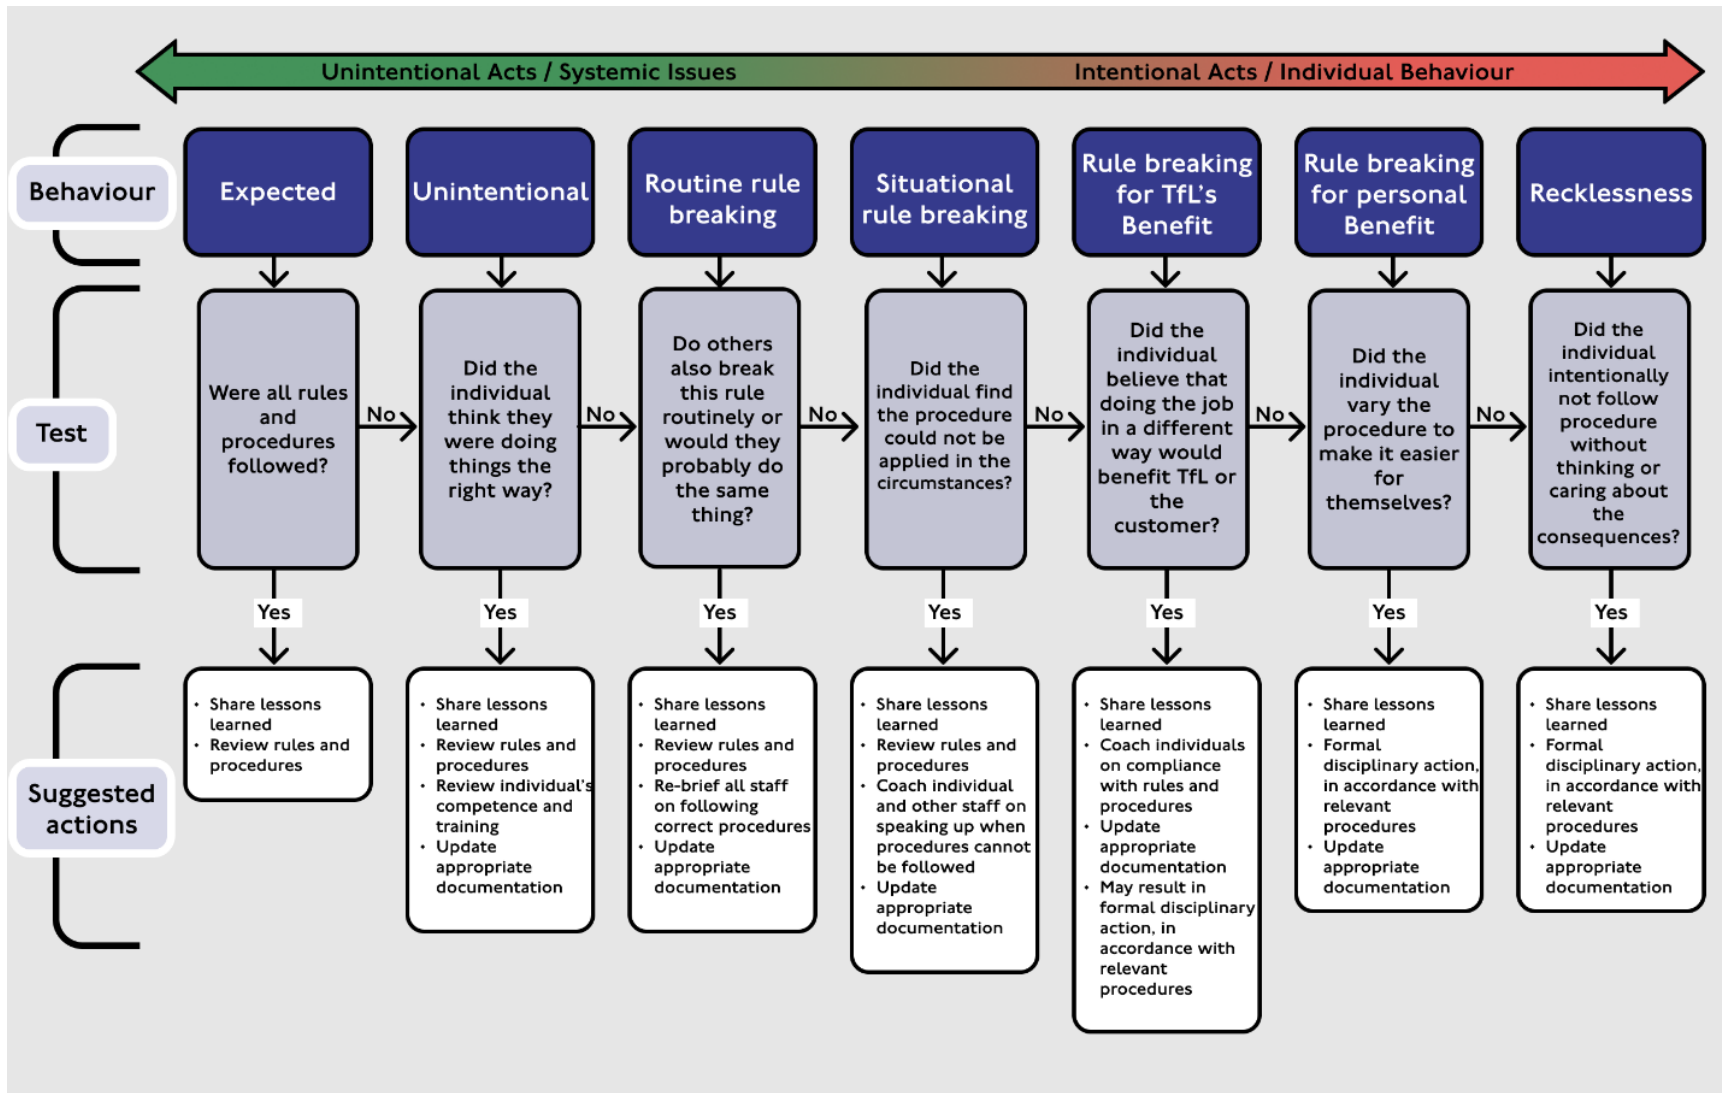 Unintentional Acts / Systemic Issues
Intentional Acts / Individual Behaviour
Behaviour
Expected
Unintentional
Routine rule
breaking
Situational
rule breaking
Rule breaking
for TfL's
Benefit
Rule breaking
for personal
Benefit
Recklessness
Test
Were all rules
and
procedures
followed?
No
Did the
individual
think they
were doing
things the
right way?
No
Do others
also break
this rule
routinely or
would they
probably do
the same
thing?
No
Did the
individual find
the procedure
could not be
applied in the
circumstances?
No
Did the
individual
believe that
doing the job
in a different
way would
benefit TfL or
the
customer?
No
Did the
individual
vary the
procedure to
make it easier
for
themselves?
No
Did the
individual
intentionally
not follow
procedure
without
thinking or
caring about
the
consequences?
Yes
Yes
Yes
Yes
Yes
Yes
Yes
Suggested
actions
• Share lessons
learned
• Review rules and
procedures
• Share lessons
learned
• Review rules and
procedures
• Review individual's
competence and
training
• Update
appropriate
documentation
• Share lessons
learned
• Review rules and
procedures
• Re-brief all staff
on following
correct procedures
• Update
appropriate
documentation
• Share lessons
learned
• Review rules and
procedures
• Coach individual
and other staff on
speaking up when
procedures cannot
be followed
• Update
appropriate
documentation
• Share lessons
learned
• Coach individuals
on compliance
with rules and
procedures
• Update
appropriate
documentation
• May result in
formal disciplinary
action, in
accordance with
relevant
procedures
• Share lessons
learned
• Formal
disciplinary action,
in accordance with
relevant
procedures
• Update
appropriate
documentation
• Share lessons
learned
• Formal
disciplinary action,
in accordance with
relevant
procedures
• Update
appropriate
documentation